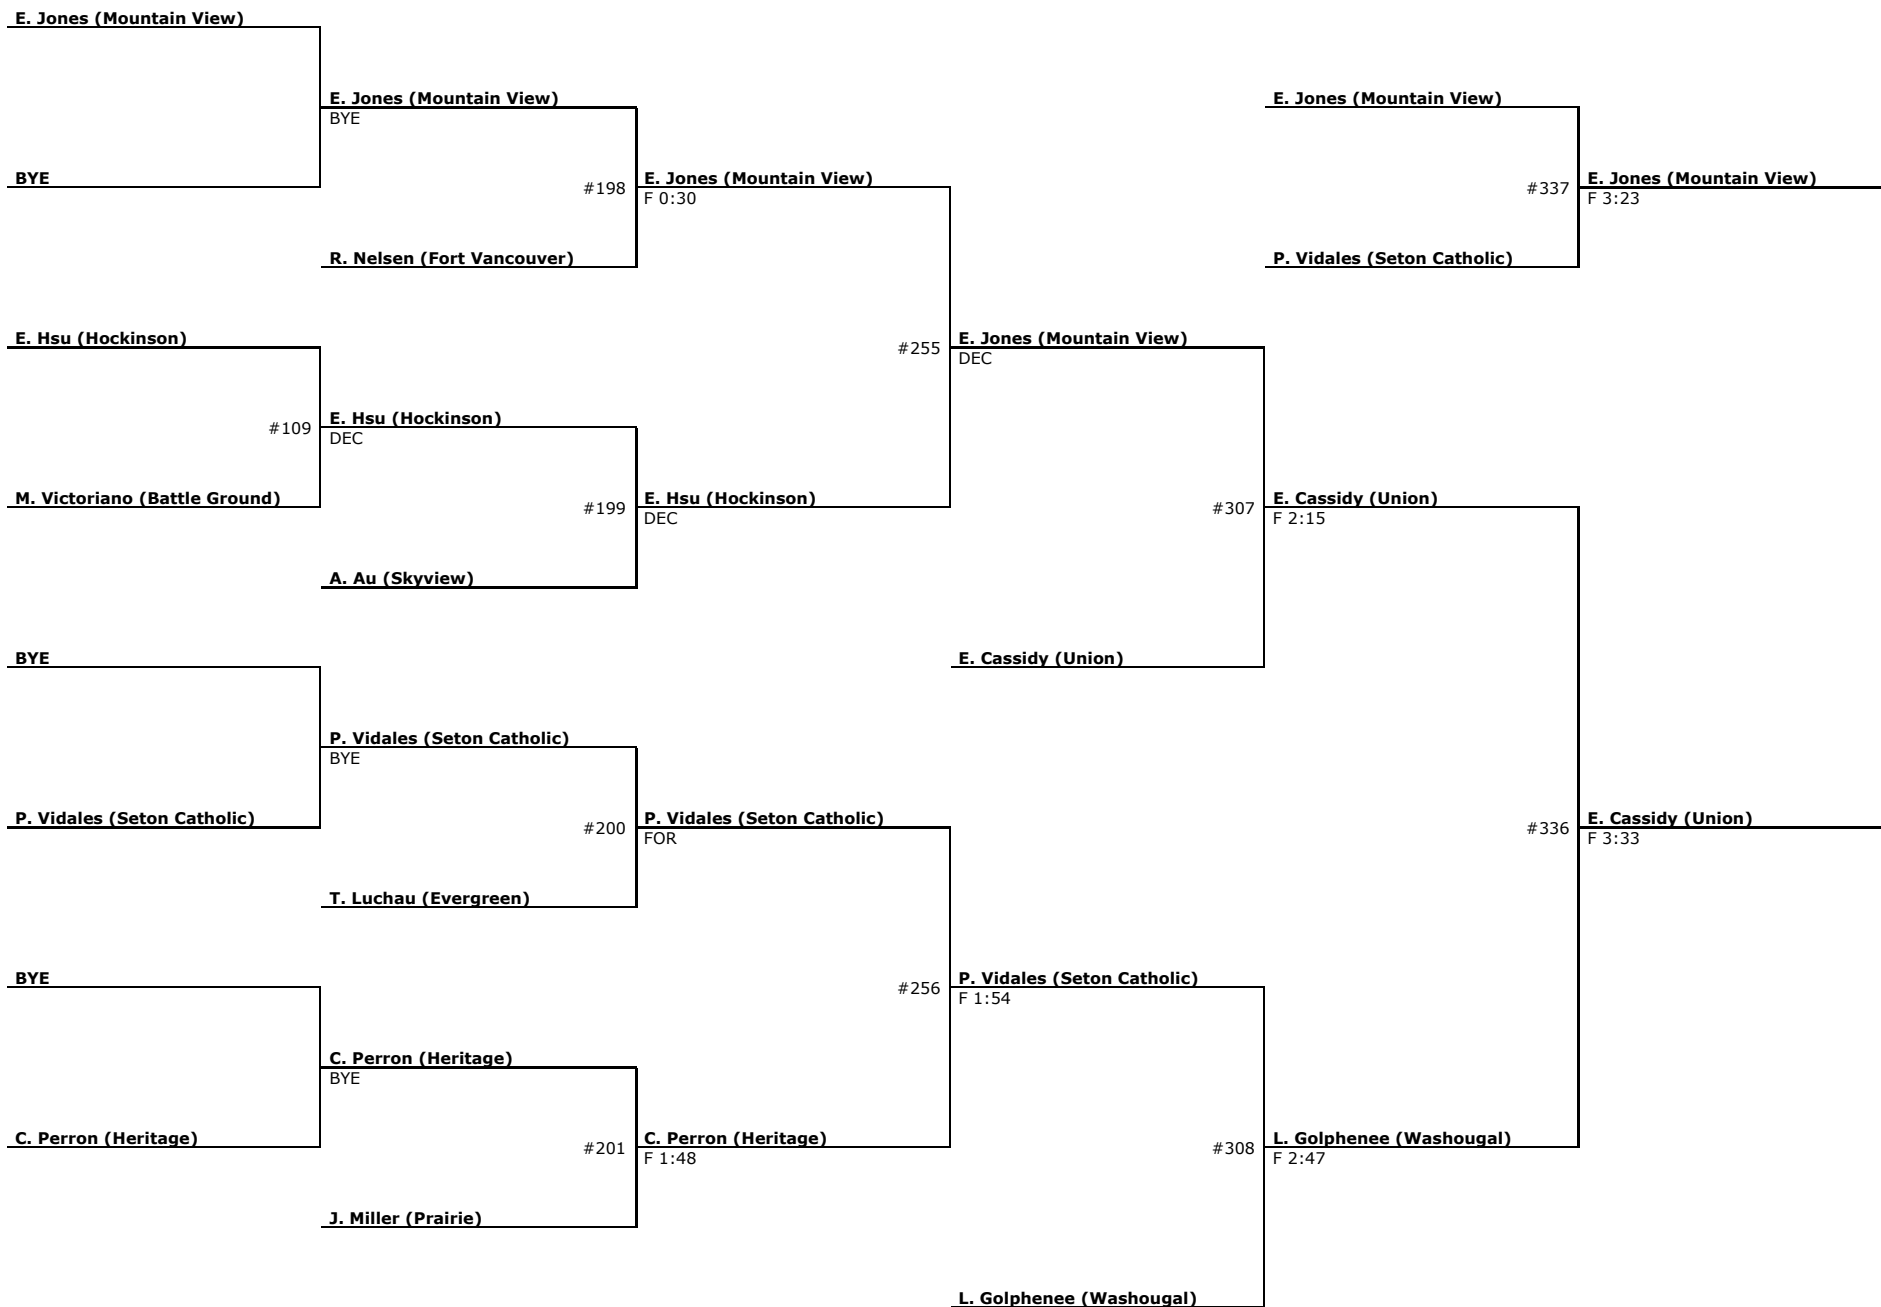 E. Jones (Mountain View)
E. Jones (Mountain View)
BYE
E. Jones (Mountain View)
BYE
#198
E. Jones (Mountain View)
F 0:30
#337
E. Jones (Mountain View)
F 3:23
R. Nelsen (Fort Vancouver)
P. Vidales (Seton Catholic)
E. Hsu (Hockinson)
#255
E. Jones (Mountain View)
DEC
#109
E. Hsu (Hockinson)
DEC
M. Victoriano (Battle Ground)
#199
E. Hsu (Hockinson)
DEC
#307
E. Cassidy (Union)
F 2:15
A. Au (Skyview)
BYE
E. Cassidy (Union)
P. Vidales (Seton Catholic)
BYE
P. Vidales (Seton Catholic)
#200
P. Vidales (Seton Catholic)
FOR
#336
E. Cassidy (Union)
F 3:33
T. Luchau (Evergreen)
BYE
#256
P. Vidales (Seton Catholic)
F 1:54
C. Perron (Heritage)
BYE
C. Perron (Heritage)
#201
C. Perron (Heritage)
F 1:48
#308
L. Golphenee (Washougal)
F 2:47
J. Miller (Prairie)
L. Golphenee (Washougal)